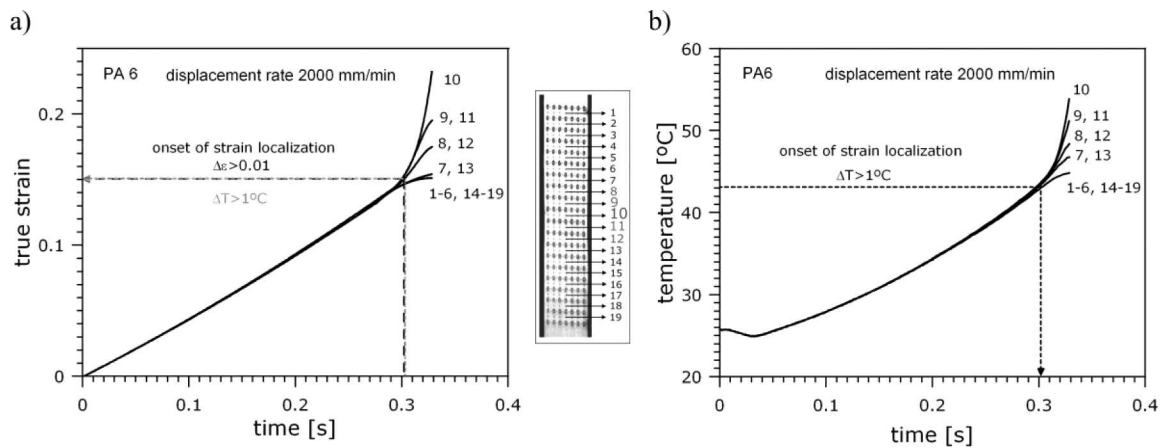 a)
PA 6 displacement rate 2000 mm/min
10
9, 11
8, 12
7, 13
1-6, 14-19
onset of strain localization
Δε>0.01
ΔT>1ºC
0.2
0.1
0
true strain
0 0.1 0.2 0.3 0.4
time [s]
1
2
3
4
5
6
7
8
9
10
11
12
13
14
15
16
17
18
19
b)
PA6 displacement rate 2000 mm/min
10
9, 11
8, 12
7, 13
1-6, 14-19
onset of strain localization
ΔT>1ºC
60
50
40
30
20
temperature [ºC]
0 0.1 0.2 0.3 0.4
time [s]